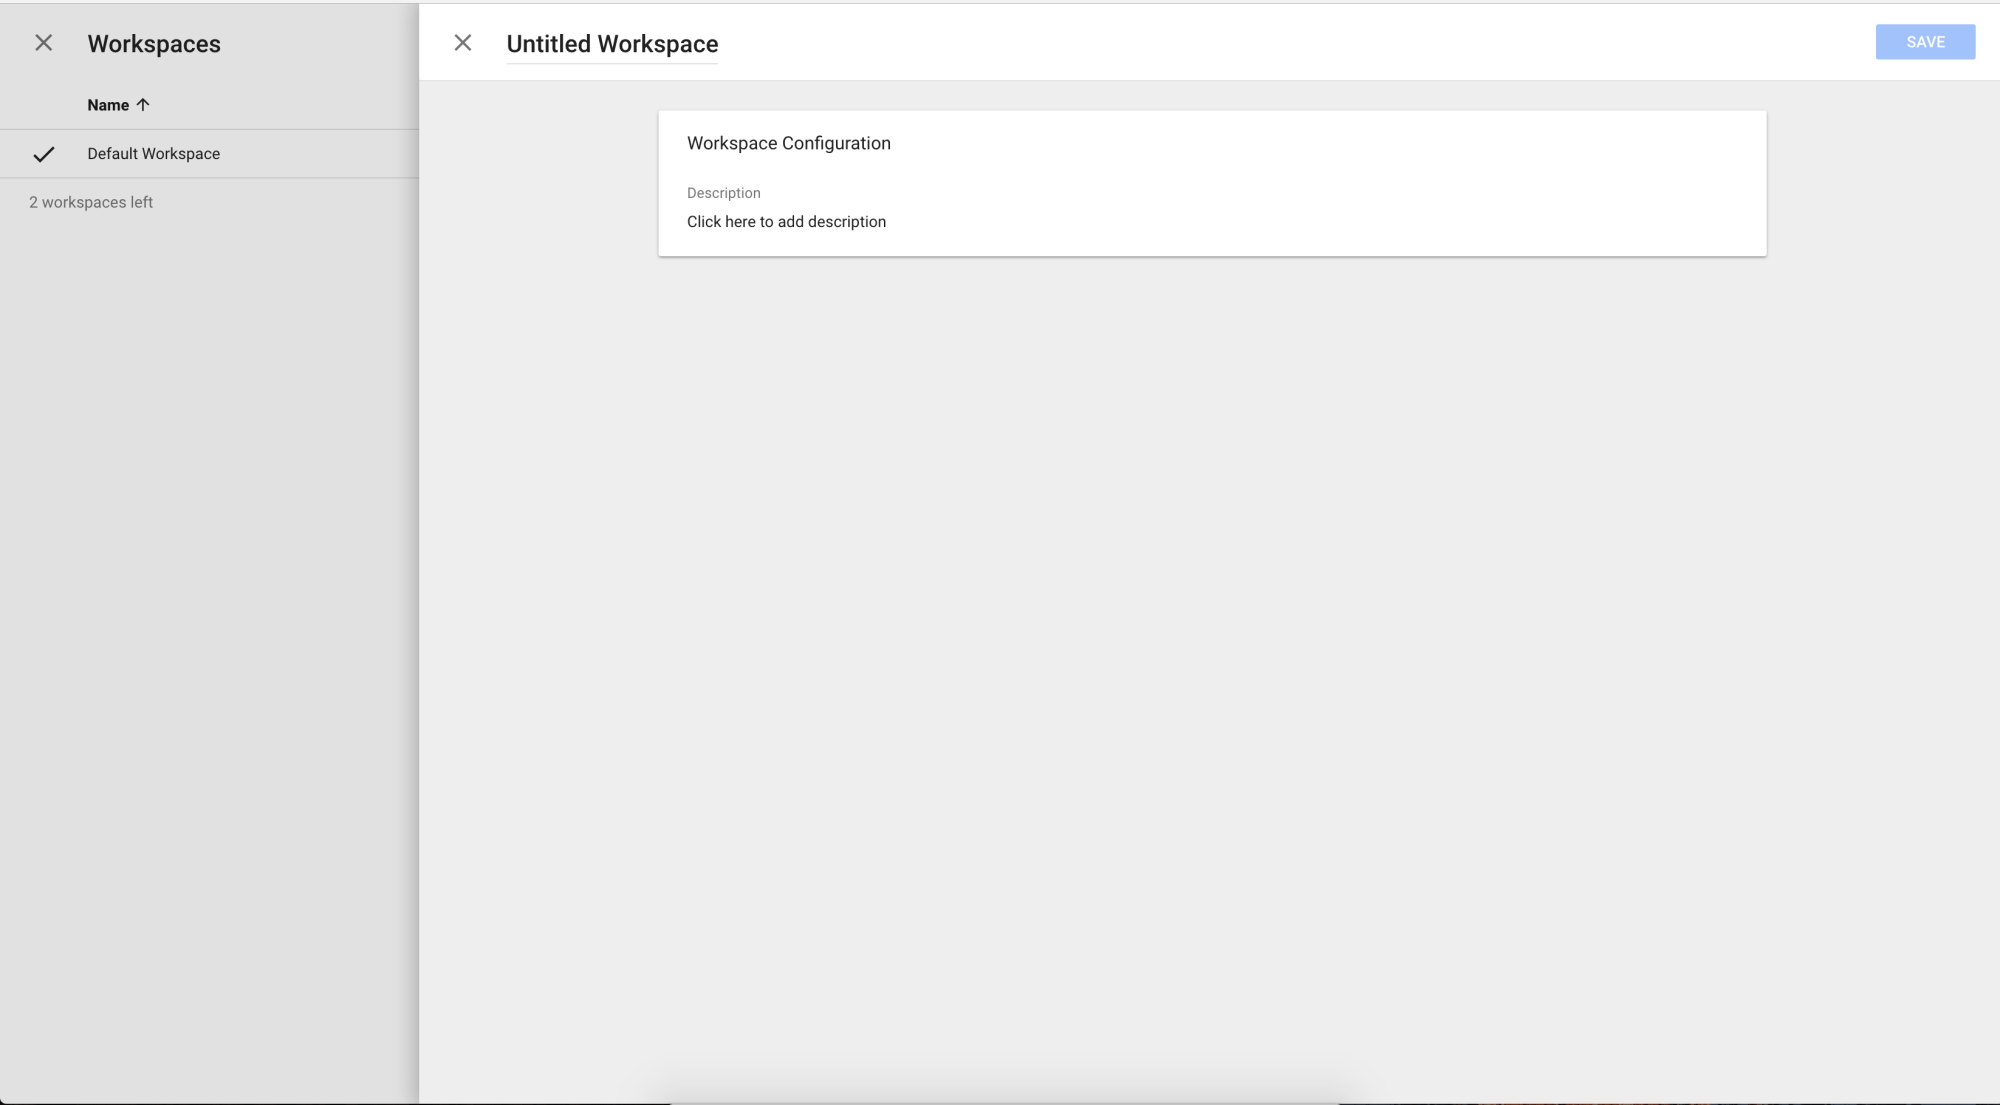 Workspaces
Name
Default Workspace
2 workspaces left
Untitled Workspace
SAVE
Workspace Configuration
Description
Click here to add description